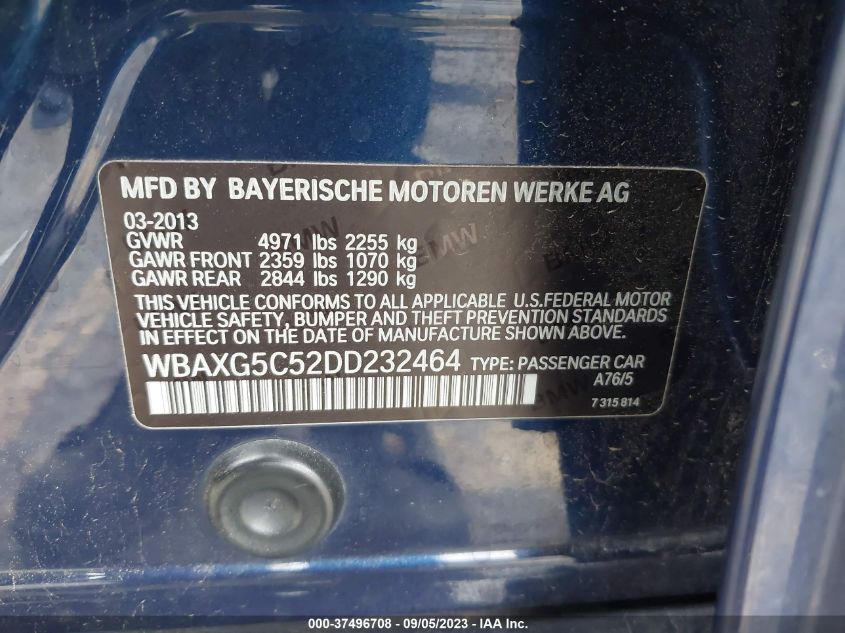 MFD BY BAYERISCHE MOTOREN WERKE AG
03-2013
GVWR 4971 lbs 2255 kg
GAWR FRONT 2359 lbs 1070 kg
GAWR REAR 2844 lbs 1290 kg
THIS VEHICLE CONFORMS TO ALL APPLICABLE U.S.FEDERAL MOTOR
VEHICLE SAFETY, BUMPER AND THEFT PREVENTION STANDARDS
IN EFFECT ON THE DATE OF MANUFACTURE SHOWN ABOVE.
WBAXG5C52DD232464 TYPE: PASSENGER CAR
A76/5
7 315 814
000-37496708 - 09/05/2023 - IAAI.COM